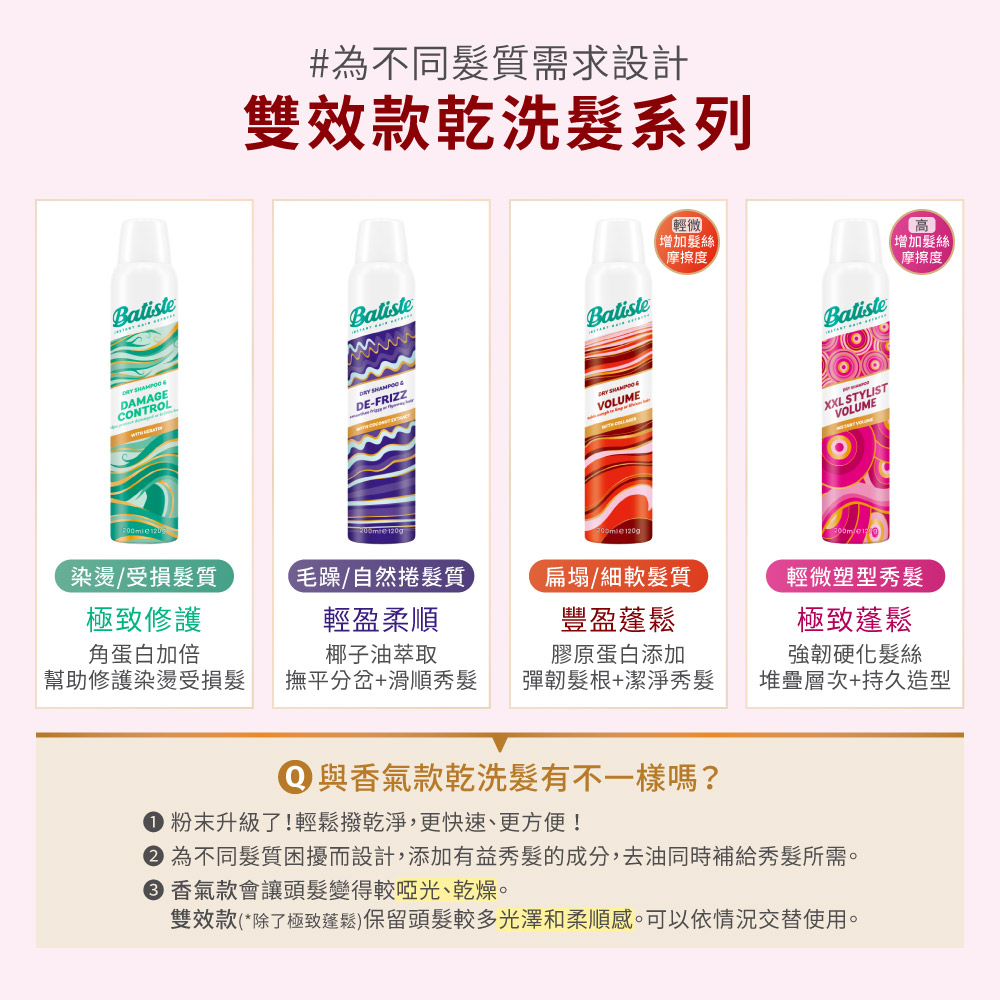 #為不同髮質需求設計
雙效款乾洗髮系列
輕微
增加髮絲
摩擦度
高
增加髮絲
摩擦度
Batiste
INSTANT HAIR REFRESH
DRY SHAMPOO &
DAMAGE
CONTROL
WITH KERATIN
200ml e 120g
Batiste
INSTANT HAIR REFRESH
DRY SHAMPOO &
DE-FRIZZ
WITH COCONUT EXTRACT
200ml e 120g
Batiste
INSTANT HAIR REFRESH
DRY SHAMPOO &
VOLUME
WITH COLLAGEN
200ml e 120g
Batiste
INSTANT HAIR REFRESH
DRY SHAMPOO
XXL STYLIST
VOLUME
INSTANT VOLUME
200ml e
染燙/受損髮質
極致修護
角蛋白加倍
幫助修護染燙受損髮
毛躁/自然捲髮質
輕盈柔順
椰子油萃取
撫平分岔+滑順秀髮
扁塌/細軟髮質
豐盈蓬鬆
膠原蛋白添加
彈韌髮根+潔淨秀髮
輕微塑型秀髮
極致蓬鬆
強韌硬化髮絲
堆疊層次+持久造型
Q 與香氣款乾洗髮有不一樣嗎？
1 粉末升級了！輕鬆撥乾淨，更快速、更方便！
2 為不同髮質困擾而設計，添加有益秀髮的成分，去油同時補給秀髮所需。
3 香氣款會讓頭髮變得較啞光、乾燥。
雙效款(*除了極致蓬鬆)保留頭髮較多光澤和柔順感。可以依情況交替使用。